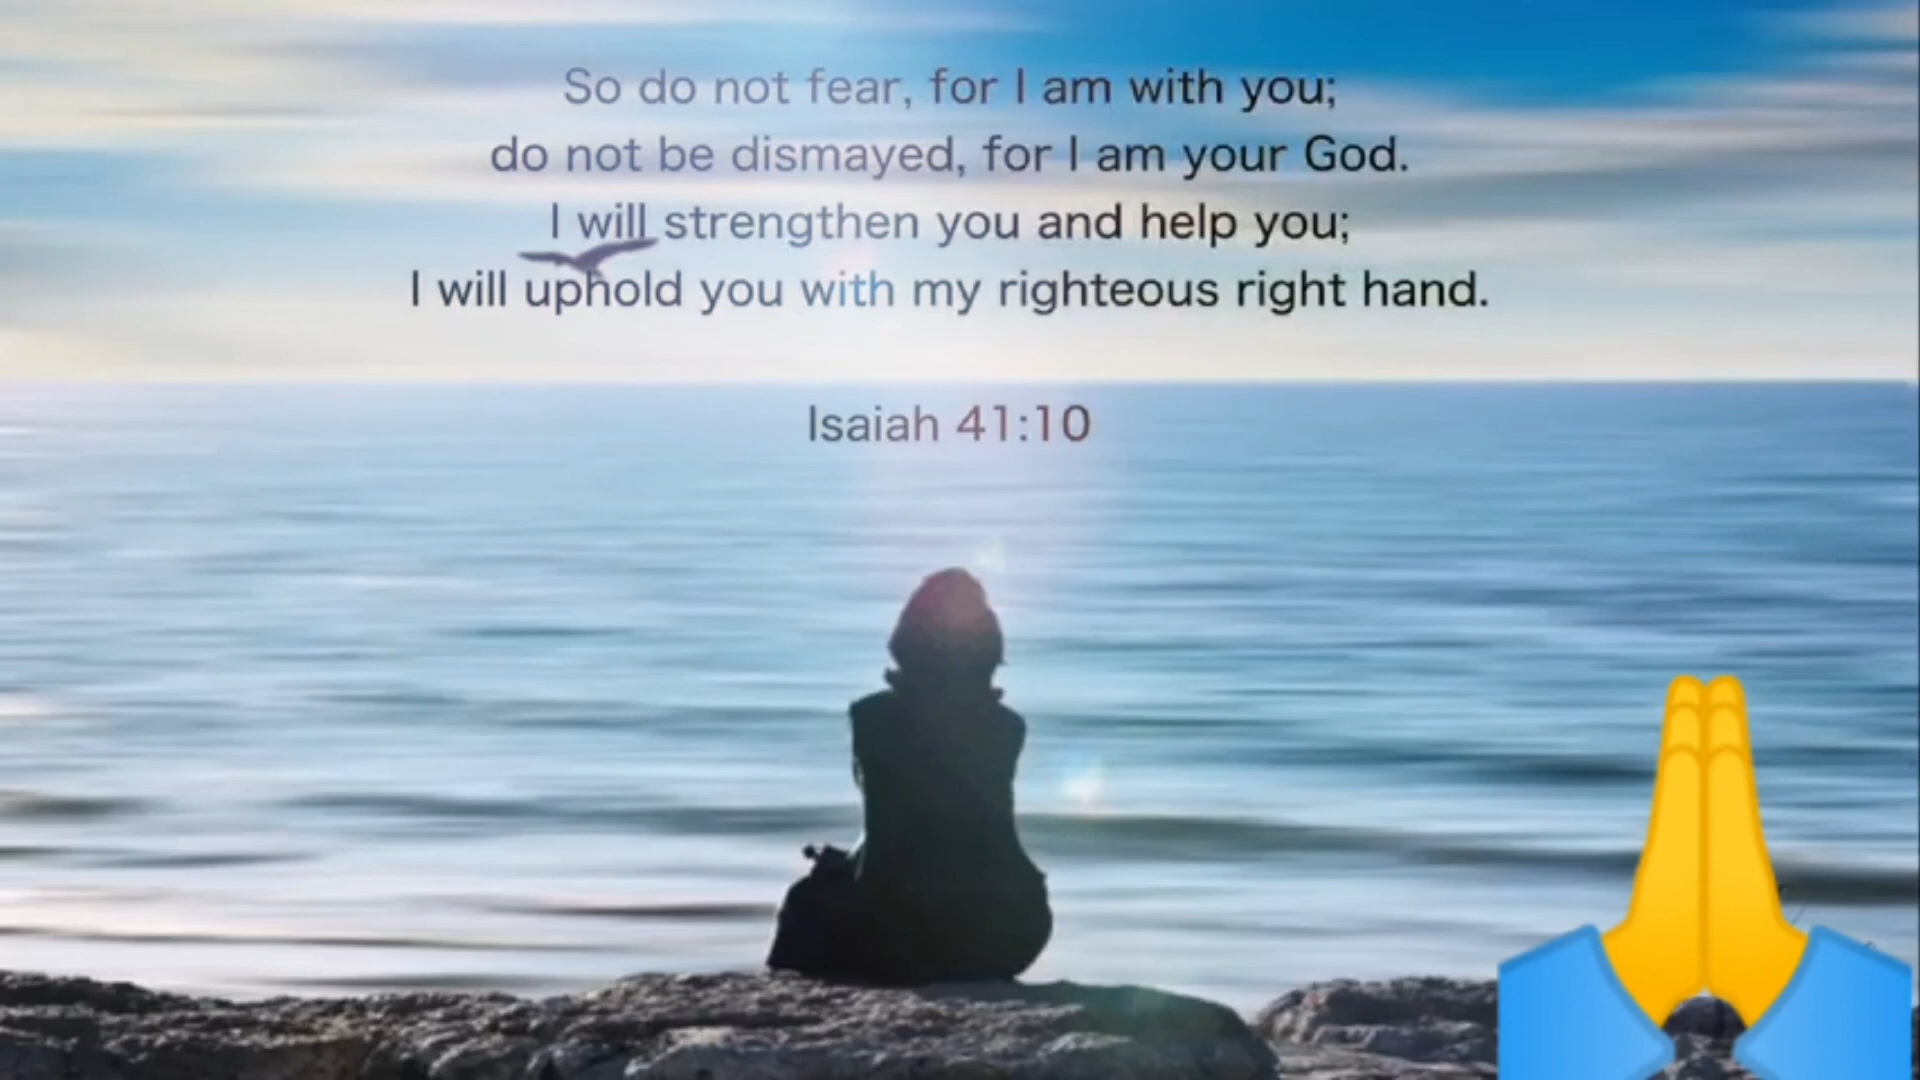 So do not fear, for I am with you;
do not be dismayed, for I am your God.
I will strengthen you and help you;
I will uphold you with my righteous right hand.
Isaiah 41:10